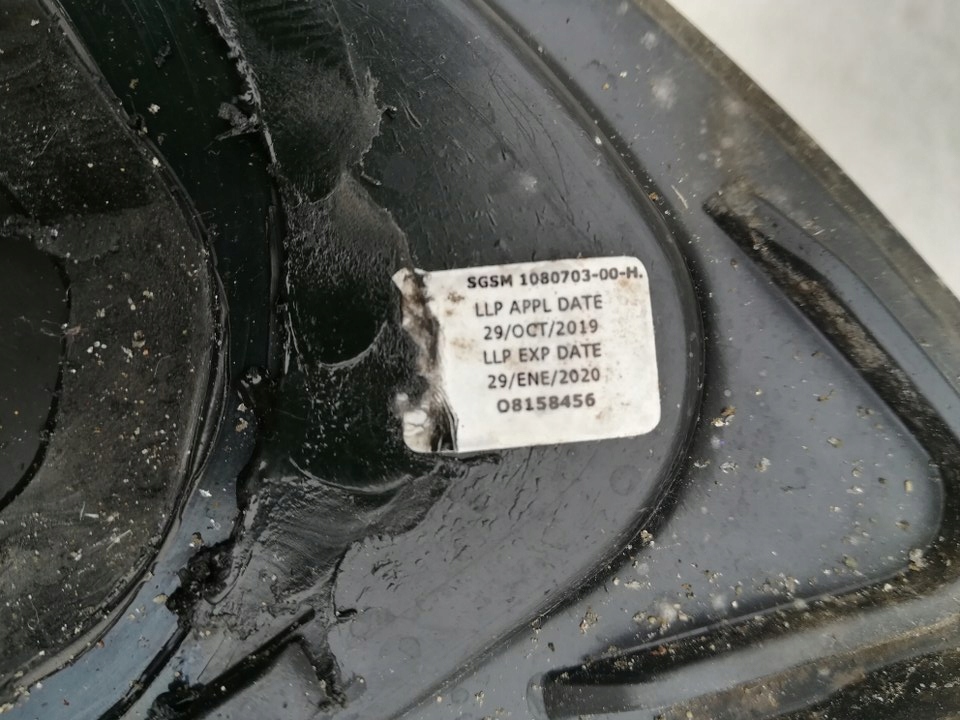 SGSM 1080703-00-H.
LLP APPL DATE
29/OCT/2019
LLP EXP DATE
29/ENE/2020
O8158456